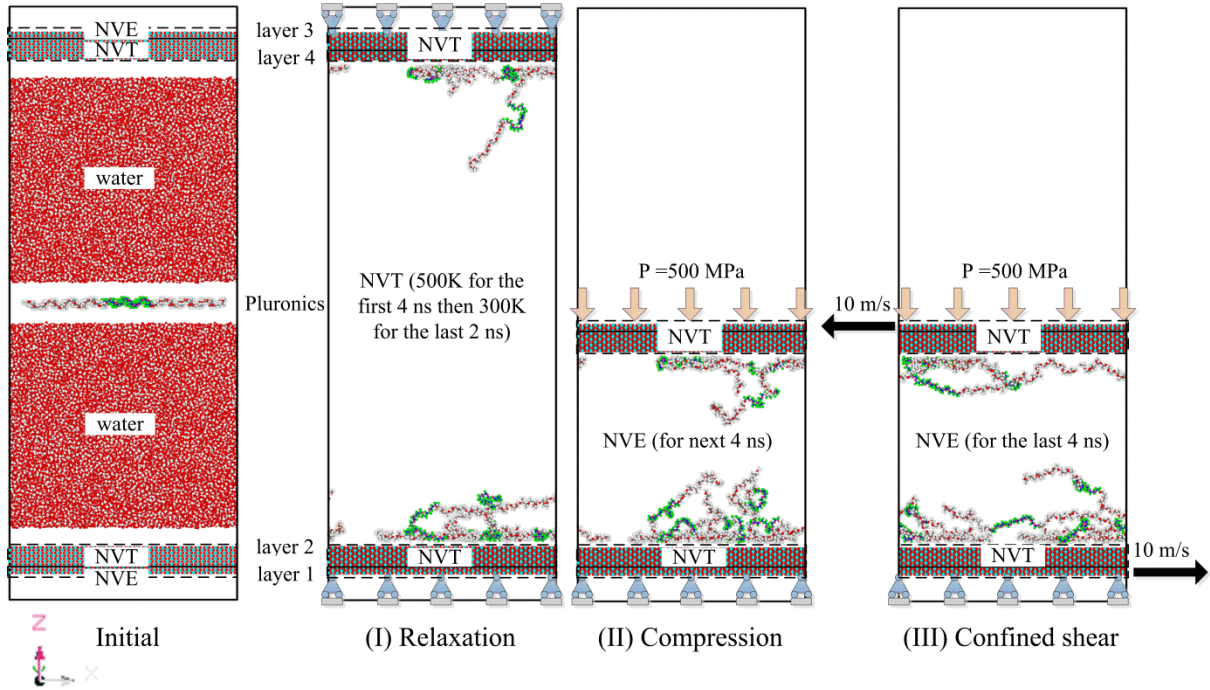 NVE
NVT
water
water
NVT
NVE
Initial
Z
X
layer 3
layer 4
Pluronics
layer 2
layer 1
NVT
NVT (500K for the
first 4 ns then 300K
for the last 2 ns)
NVT
(I) Relaxation
P =500 MPa
NVT
NVE (for next 4 ns)
NVT
(II) Compression
P =500 MPa
10 m/s
NVT
NVE (for the last 4 ns)
NVT
10 m/s
(III) Confined shear